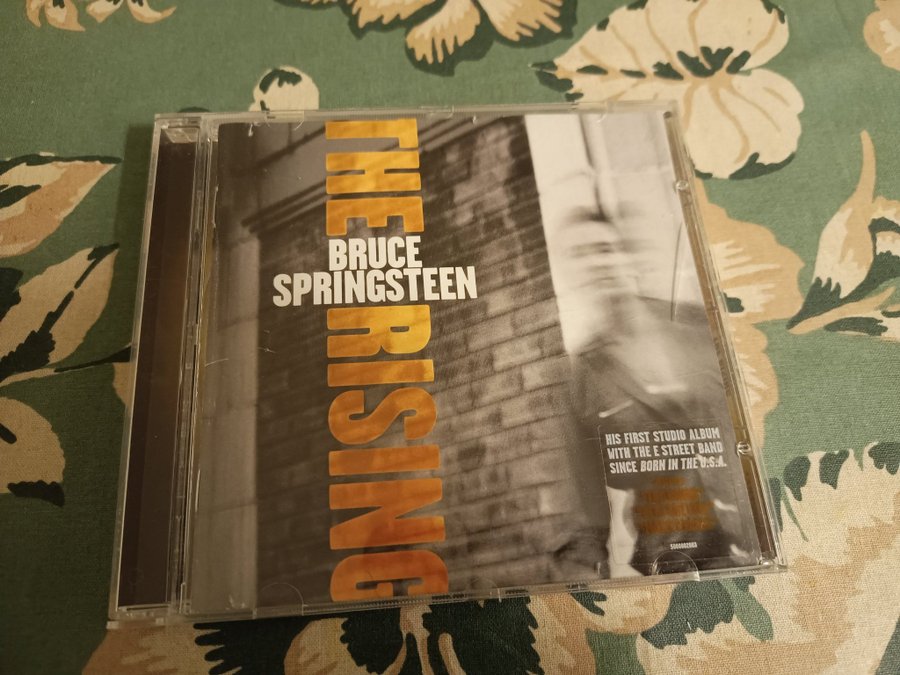 THE RISING
BRUCE
SPRINGSTEEN
HIS FIRST STUDIO ALBUM
WITH THE E STREET BAND
SINCE BORN IN THE U.S.A.